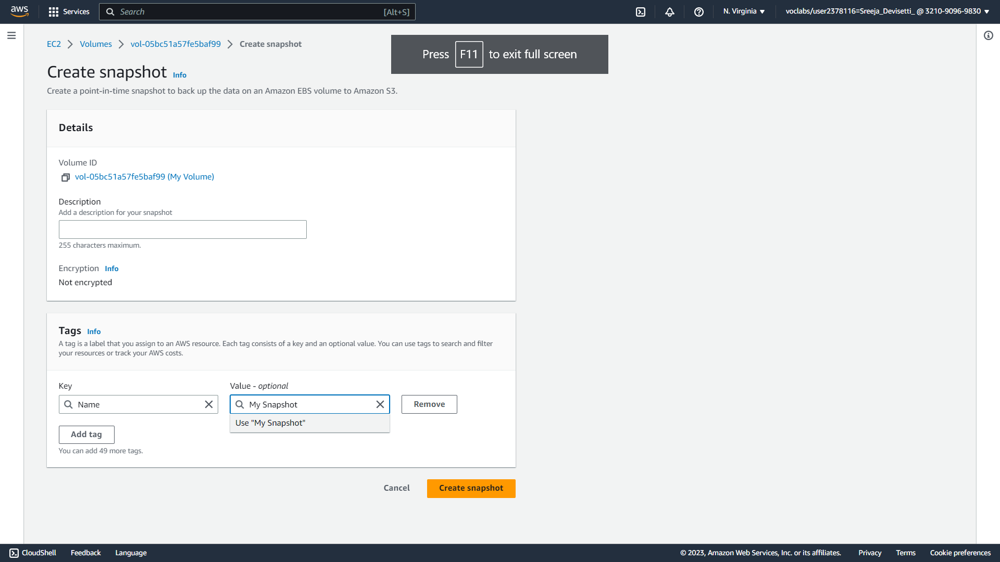 aws Services Search [Alt+S] N. Virginia voclabs/user2378116=Sreeja_Devisetti_ @ 3210-9096-9830
EC2 Volumes vol-05bc51a57fe5baf99 Create snapshot
Press F11 to exit full screen
Create snapshot Info
Create a point-in-time snapshot to back up the data on an Amazon EBS volume to Amazon S3.
Details
Volume ID
vol-05bc51a57fe5baf99 (My Volume)
Description
Add a description for your snapshot
255 characters maximum.
Encryption Info
Not encrypted
Tags Info
A tag is a label that you assign to an AWS resource. Each tag consists of a key and an optional value. You can use tags to search and filter
your resources or track your AWS costs.
Key Value - optional
Name My Snapshot Remove
Use "My Snapshot"
Add tag
You can add 49 more tags.
Cancel Create snapshot
CloudShell Feedback Language © 2023, Amazon Web Services, Inc. or its affiliates. Privacy Terms Cookie preferences